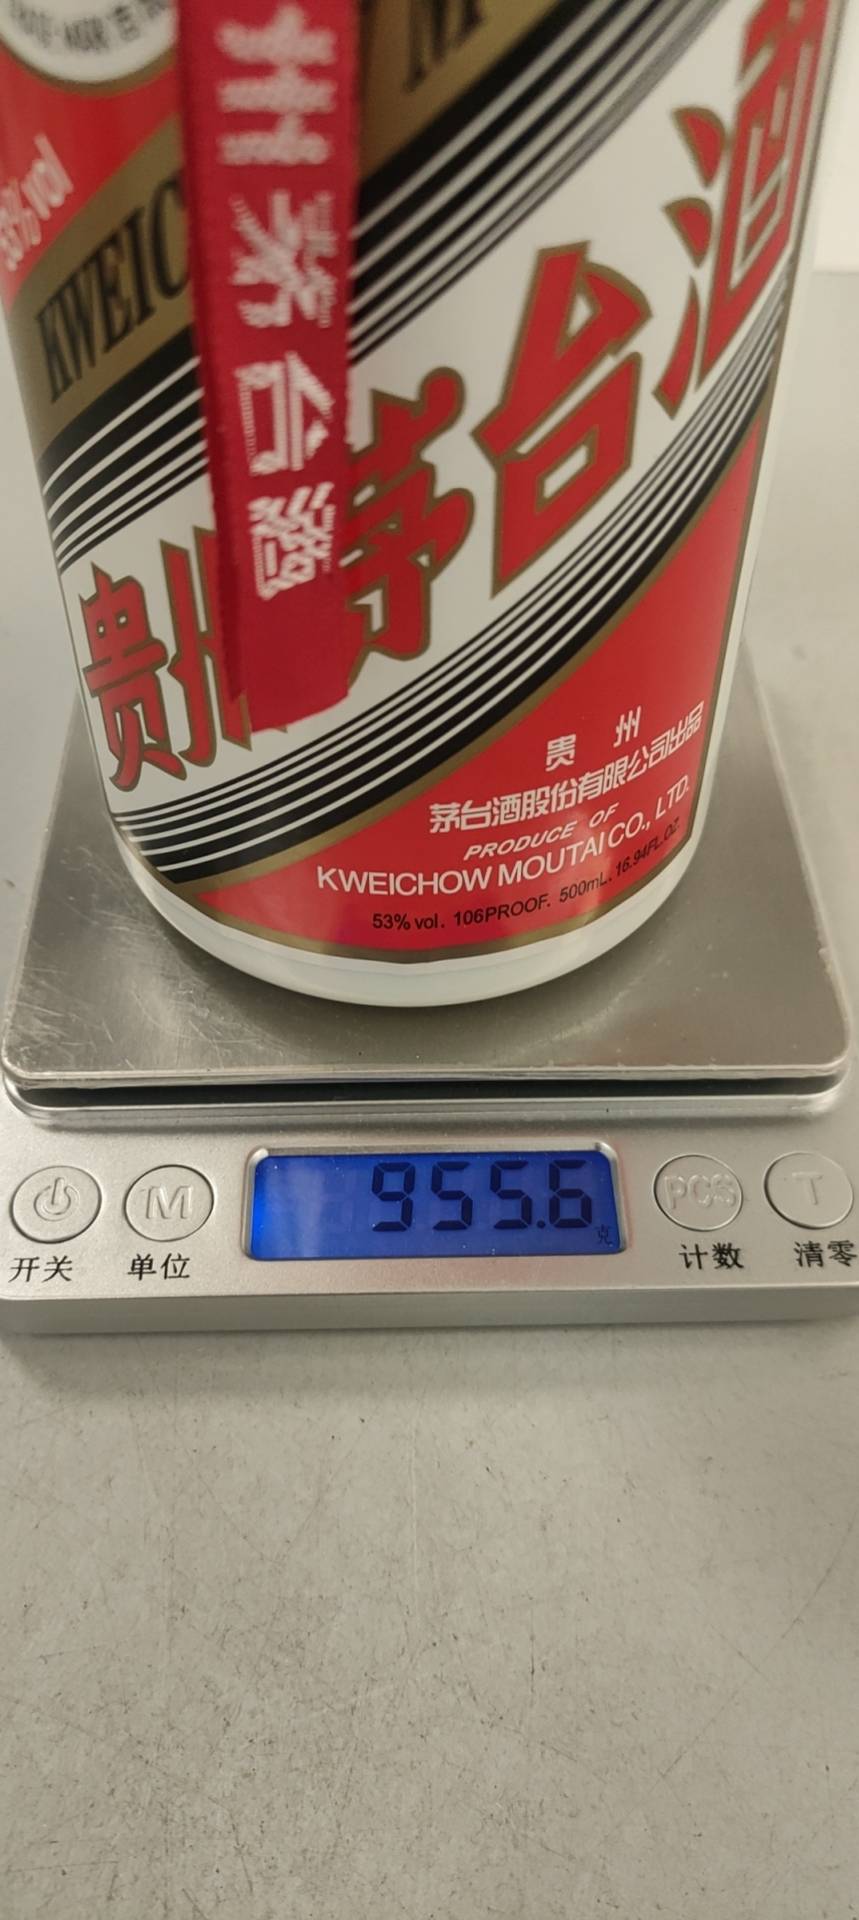 53%vol
KWEIC
M
州茅台酒
贵州茅台酒
贵 州
茅台酒股份有限公司出品
PRODUCE OF
KWEICHOW MOUTAI CO., LTD.
53% vol. 106PROOF. 500mL. 16.94FL.OZ.
955.6
克
M
PCS
T
开关
单位
计数
清零